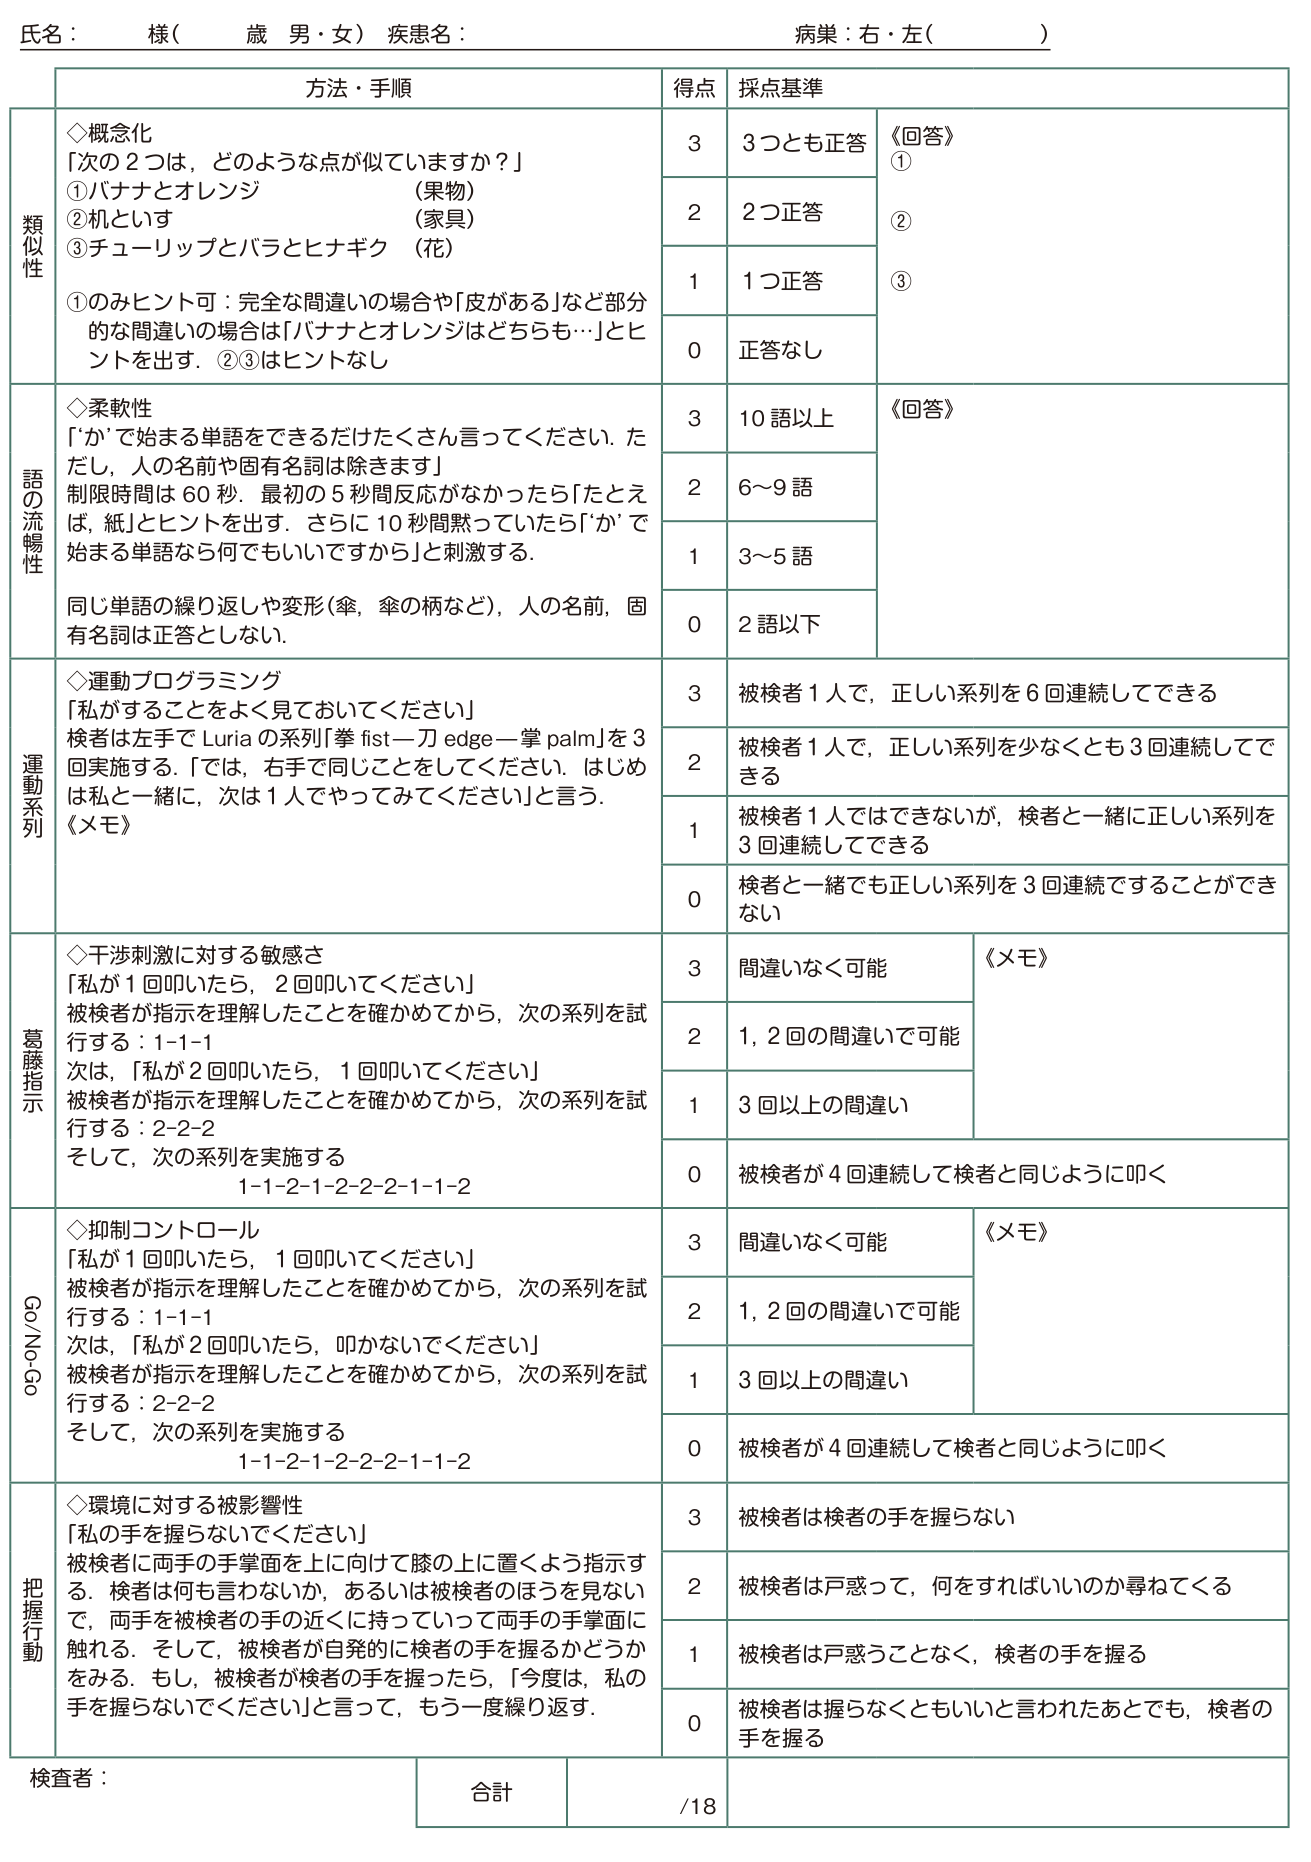 氏名：　　　様（　　　歳　男・女）　疾患名：　　　　　　　　　　　　　　　病巣：右・左（　　　　　）
方法・手順　得点　採点基準
類似性
◇概念化
「次の２つは，どのような点が似ていますか？」
①バナナとオレンジ　　　　　　　（果物）
②机といす　　　　　　　　　　　（家具）
③チューリップとバラとヒナギク　（花）
①のみヒント可：完全な間違いの場合や「皮がある」など部分
的な間違いの場合は「バナナとオレンジはどちらも…」とヒ
ントを出す．②③はヒントなし
3　３つとも正答
2　２つ正答
1　１つ正答
0　正答なし
《回答》
①
②
③
語の流暢性
◇柔軟性
「‘か’で始まる単語をできるだけたくさん言ってください．た
だし，人の名前や固有名詞は除きます」
制限時間は 60 秒．最初の５秒間反応がなかったら「たとえ
ば，紙」とヒントを出す．さらに 10 秒間黙っていたら「‘か’で
始まる単語なら何でもいいですから」と刺激する．
同じ単語の繰り返しや変形（傘，傘の柄など），人の名前，固
有名詞は正答としない．
3　10 語以上
2　6〜9 語
1　3〜5 語
0　2 語以下
《回答》
運動系列
◇運動プログラミング
「私がすることをよく見ておいてください」
検者は左手で Luria の系列「拳 fist—刀 edge—掌 palm」を３
回実施する．「では，右手で同じことをしてください．はじめ
は私と一緒に，次は１人でやってみてください」と言う．
《メモ》
3　被検者１人で，正しい系列を６回連続してできる
2　被検者１人で，正しい系列を少なくとも３回連続してで
きる
1　被検者１人ではできないが，検者と一緒に正しい系列を
３回連続してできる
0　検者と一緒でも正しい系列を３回連続ですることができ
ない
葛藤指示
◇干渉刺激に対する敏感さ
「私が１回叩いたら，２回叩いてください」
被検者が指示を理解したことを確かめてから，次の系列を試
行する：1−1−1
次は，「私が２回叩いたら，１回叩いてください」
被検者が指示を理解したことを確かめてから，次の系列を試
行する：2−2−2
そして，次の系列を実施する
1−1−2−1−2−2−2−1−1−2
3　間違いなく可能
2　1，２回の間違いで可能
1　３回以上の間違い
0　被検者が４回連続して検者と同じように叩く
《メモ》
Go/No-Go
◇抑制コントロール
「私が１回叩いたら，１回叩いてください」
被検者が指示を理解したことを確かめてから，次の系列を試
行する：1−1−1
次は，「私が２回叩いたら，叩かないでください」
被検者が指示を理解したことを確かめてから，次の系列を試
行する：2−2−2
そして，次の系列を実施する
1−1−2−1−2−2−2−1−1−2
3　間違いなく可能
2　1，２回の間違いで可能
1　３回以上の間違い
0　被検者が４回連続して検者と同じように叩く
《メモ》
把握行動
◇環境に対する被影響性
「私の手を握らないでください」
被検者に両手の手掌面を上に向けて膝の上に置くよう指示す
る．検者は何も言わないか，あるいは被検者のほうを見ない
で，両手を被検者の手の近くに持っていって両手の手掌面に
触れる．そして，被検者が自発的に検者の手を握るかどうか
をみる．もし，被検者が検者の手を握ったら，「今度は，私の
手を握らないでください」と言って，もう一度繰り返す．
3　被検者は検者の手を握らない
2　被検者は戸惑って，何をすればいいのか尋ねてくる
1　被検者は戸惑うことなく，検者の手を握る
0　被検者は握らなくともいいと言われたあとでも，検者の
手を握る
検査者：　合計　/18